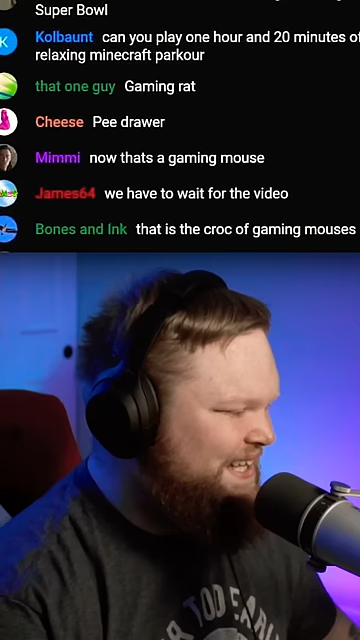 Super Bowl
Kolbaunt can you play one hour and 20 minutes of
relaxing minecraft parkour
that one guy Gaming rat
Cheese Pee drawer
Mimmi now thats a gaming mouse
James64 we have to wait for the video
Bones and Ink that is the croc of gaming mouses
TOO EARL